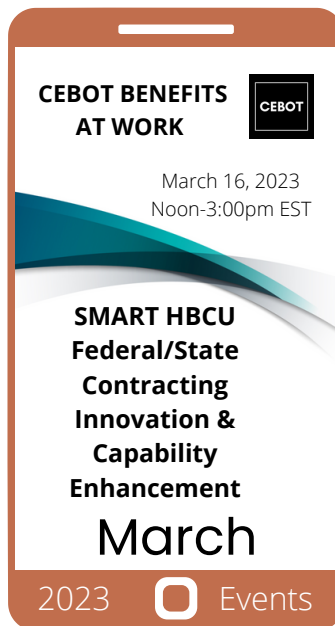 CEBOT BENEFITS
AT WORK
CEBOT
March 16, 2023
Noon-3:00pm EST
SMART HBCU
Federal/State
Contracting
Innovation &
Capability
Enhancement
March
2023
Events